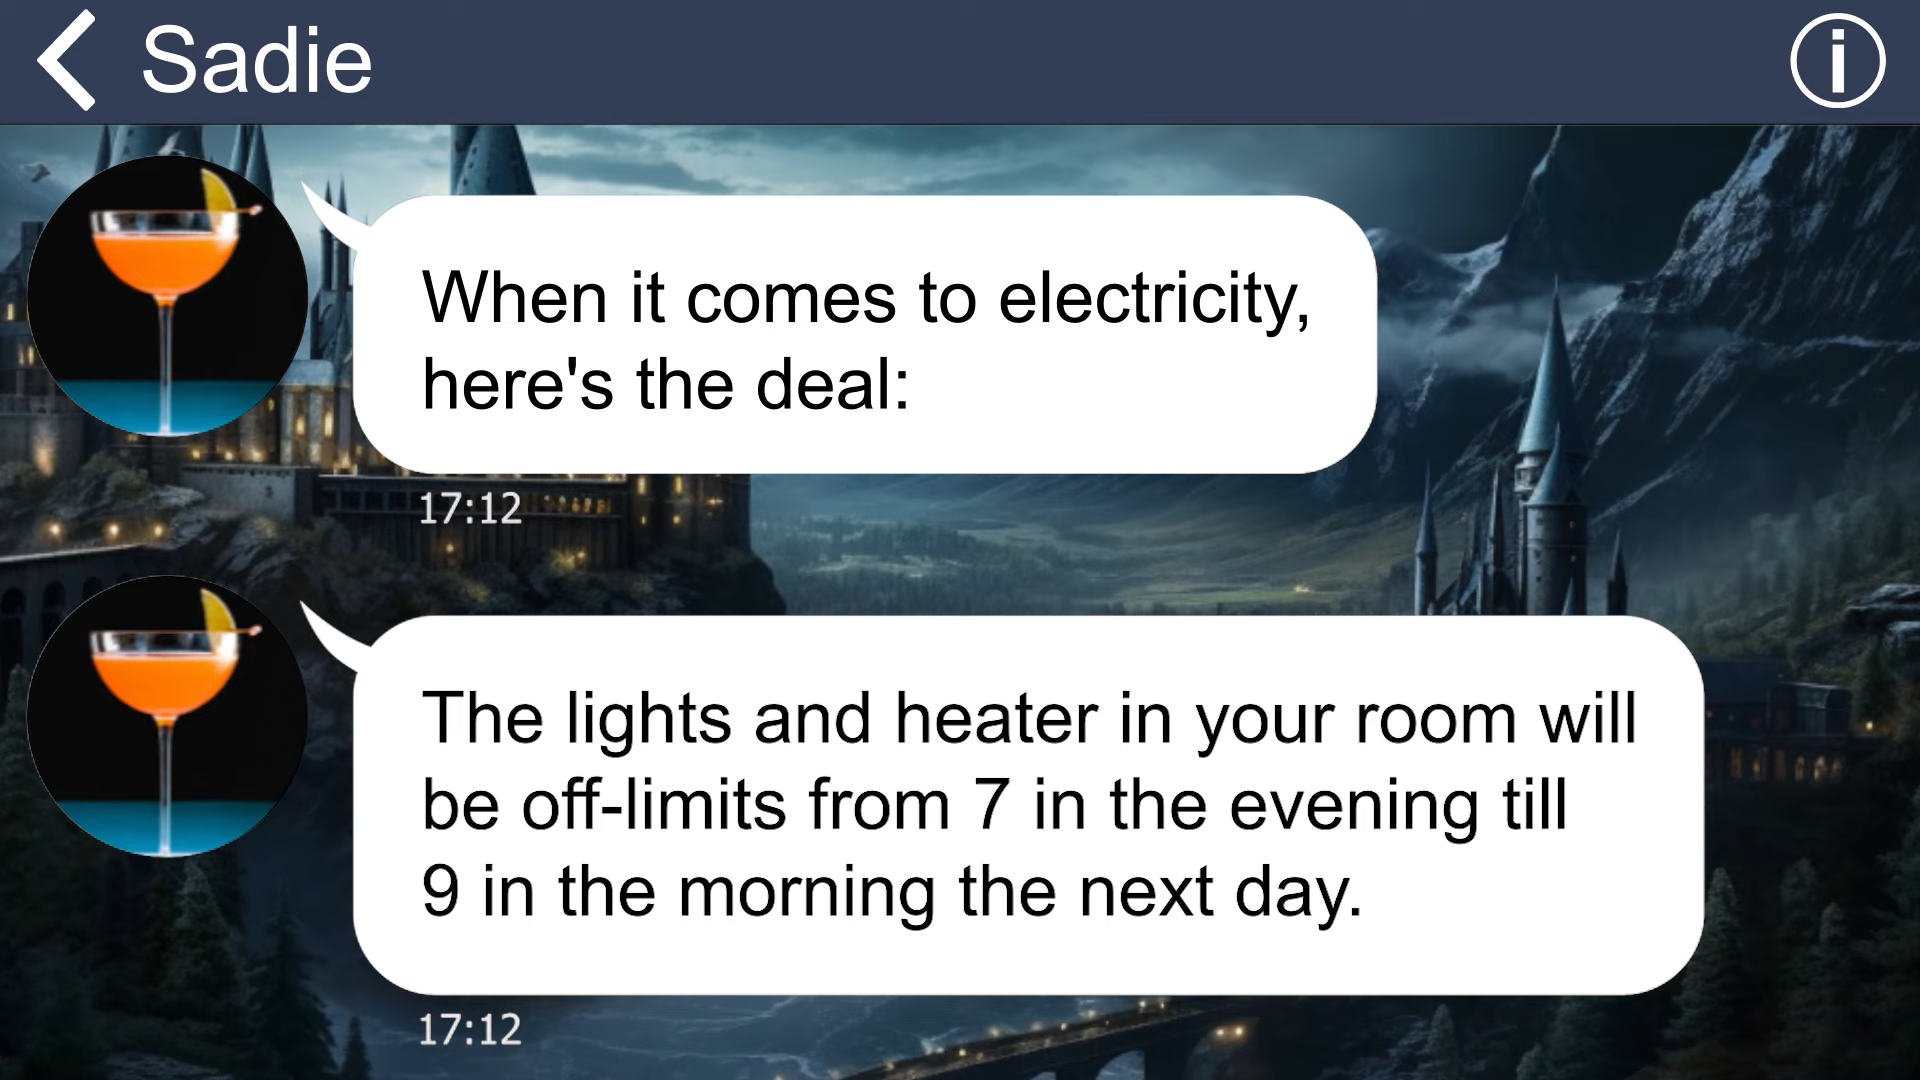 Sadie
When it comes to electricity,
here's the deal:
17:12
The lights and heater in your room will
be off-limits from 7 in the evening till
9 in the morning the next day.
17:12